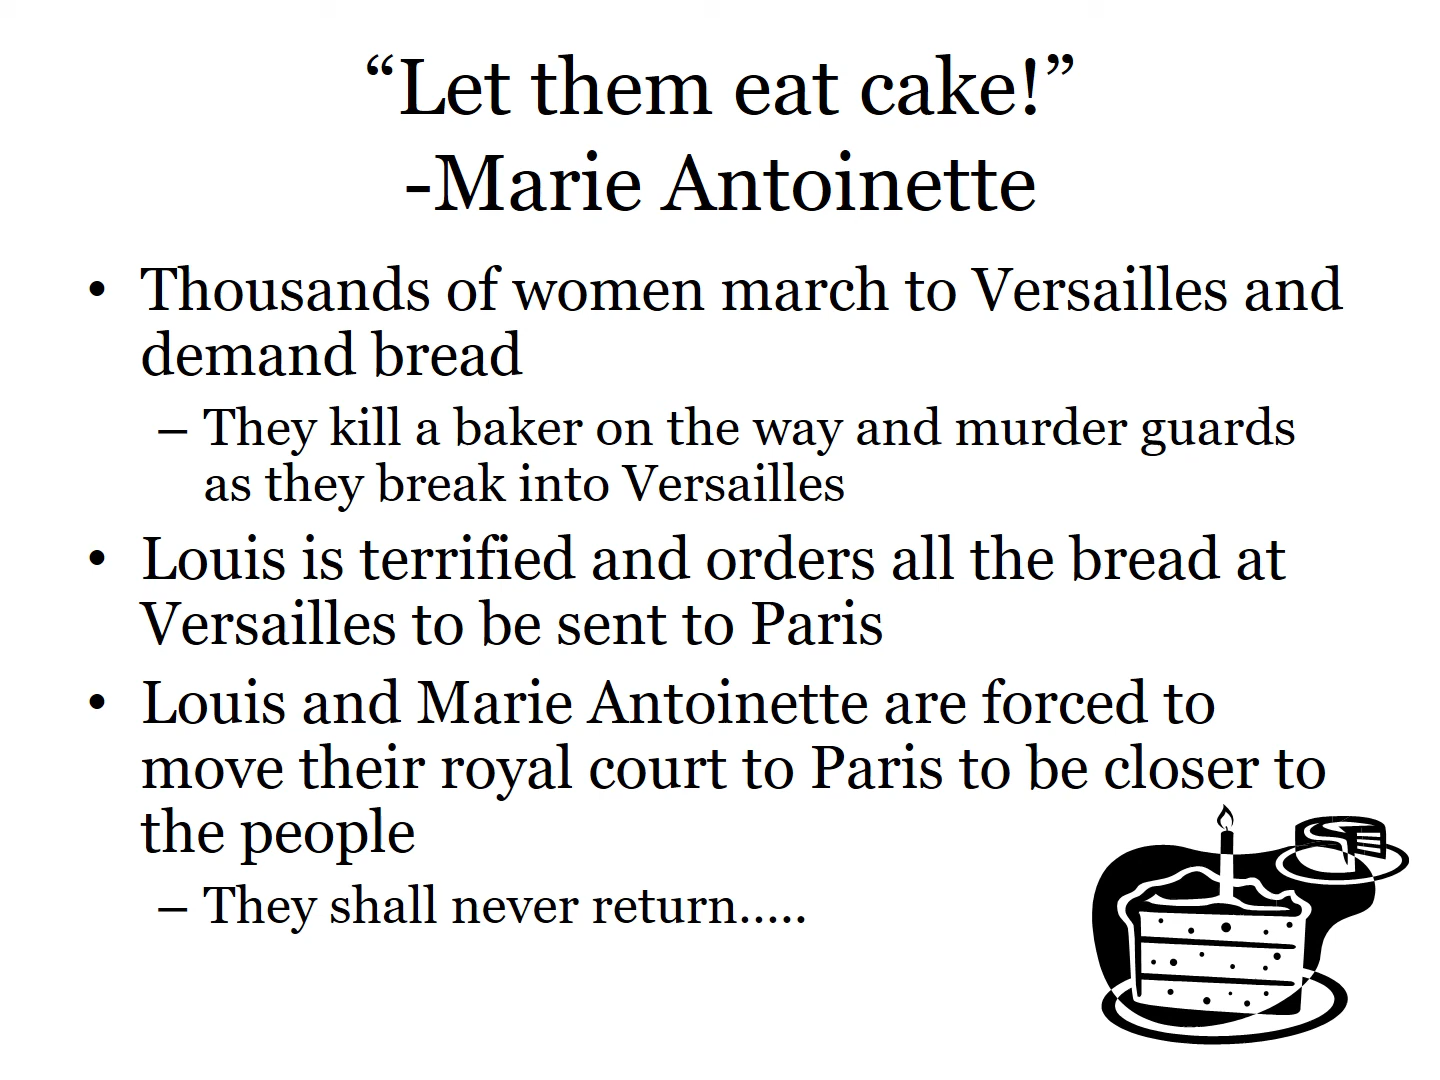 “Let them eat cake!”
-Marie Antoinette
• Thousands of women march to Versailles and
demand bread
– They kill a baker on the way and murder guards
as they break into Versailles
• Louis is terrified and orders all the bread at
Versailles to be sent to Paris
• Louis and Marie Antoinette are forced to
move their royal court to Paris to be closer to
the people
– They shall never return…..